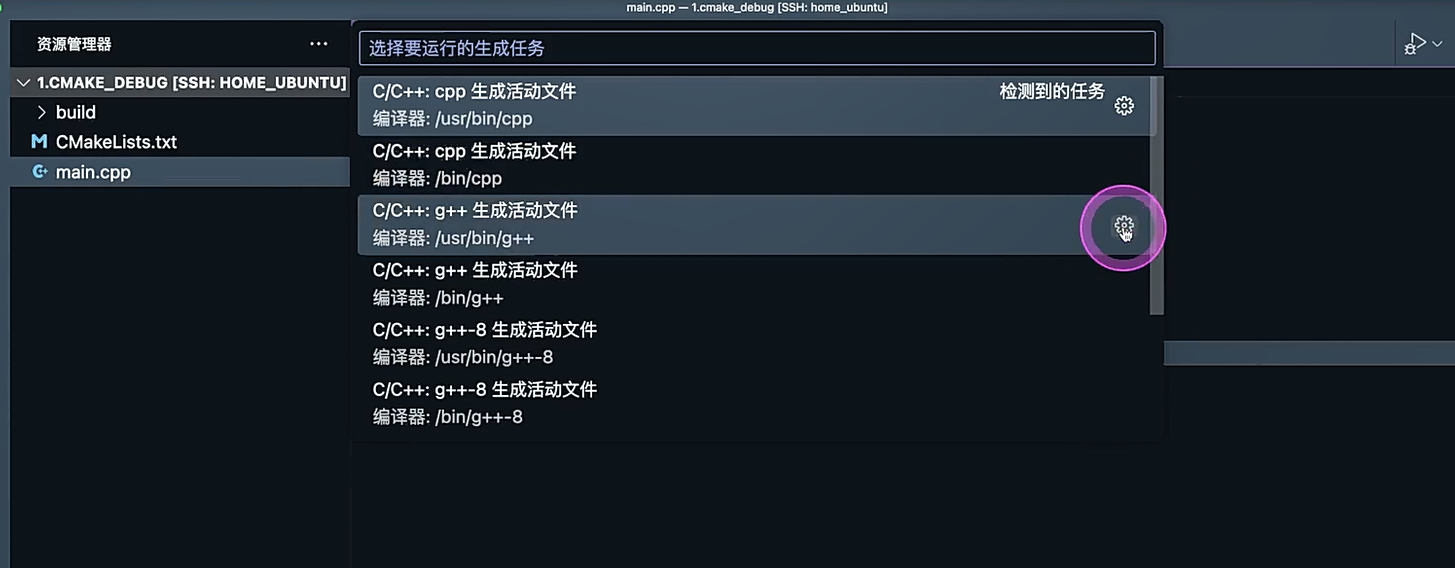 main.cpp — 1.cmake_debug [SSH: home_ubuntu]
资源管理器
1.CMAKE_DEBUG [SSH: HOME_UBUNTU]
build
CMakeLists.txt
main.cpp
选择要运行的生成任务
C/C++: cpp 生成活动文件 检测到的任务
编译器: /usr/bin/cpp
C/C++: cpp 生成活动文件
编译器: /bin/cpp
C/C++: g++ 生成活动文件
编译器: /usr/bin/g++
C/C++: g++ 生成活动文件
编译器: /bin/g++
C/C++: g++-8 生成活动文件
编译器: /usr/bin/g++-8
C/C++: g++-8 生成活动文件
编译器: /bin/g++-8